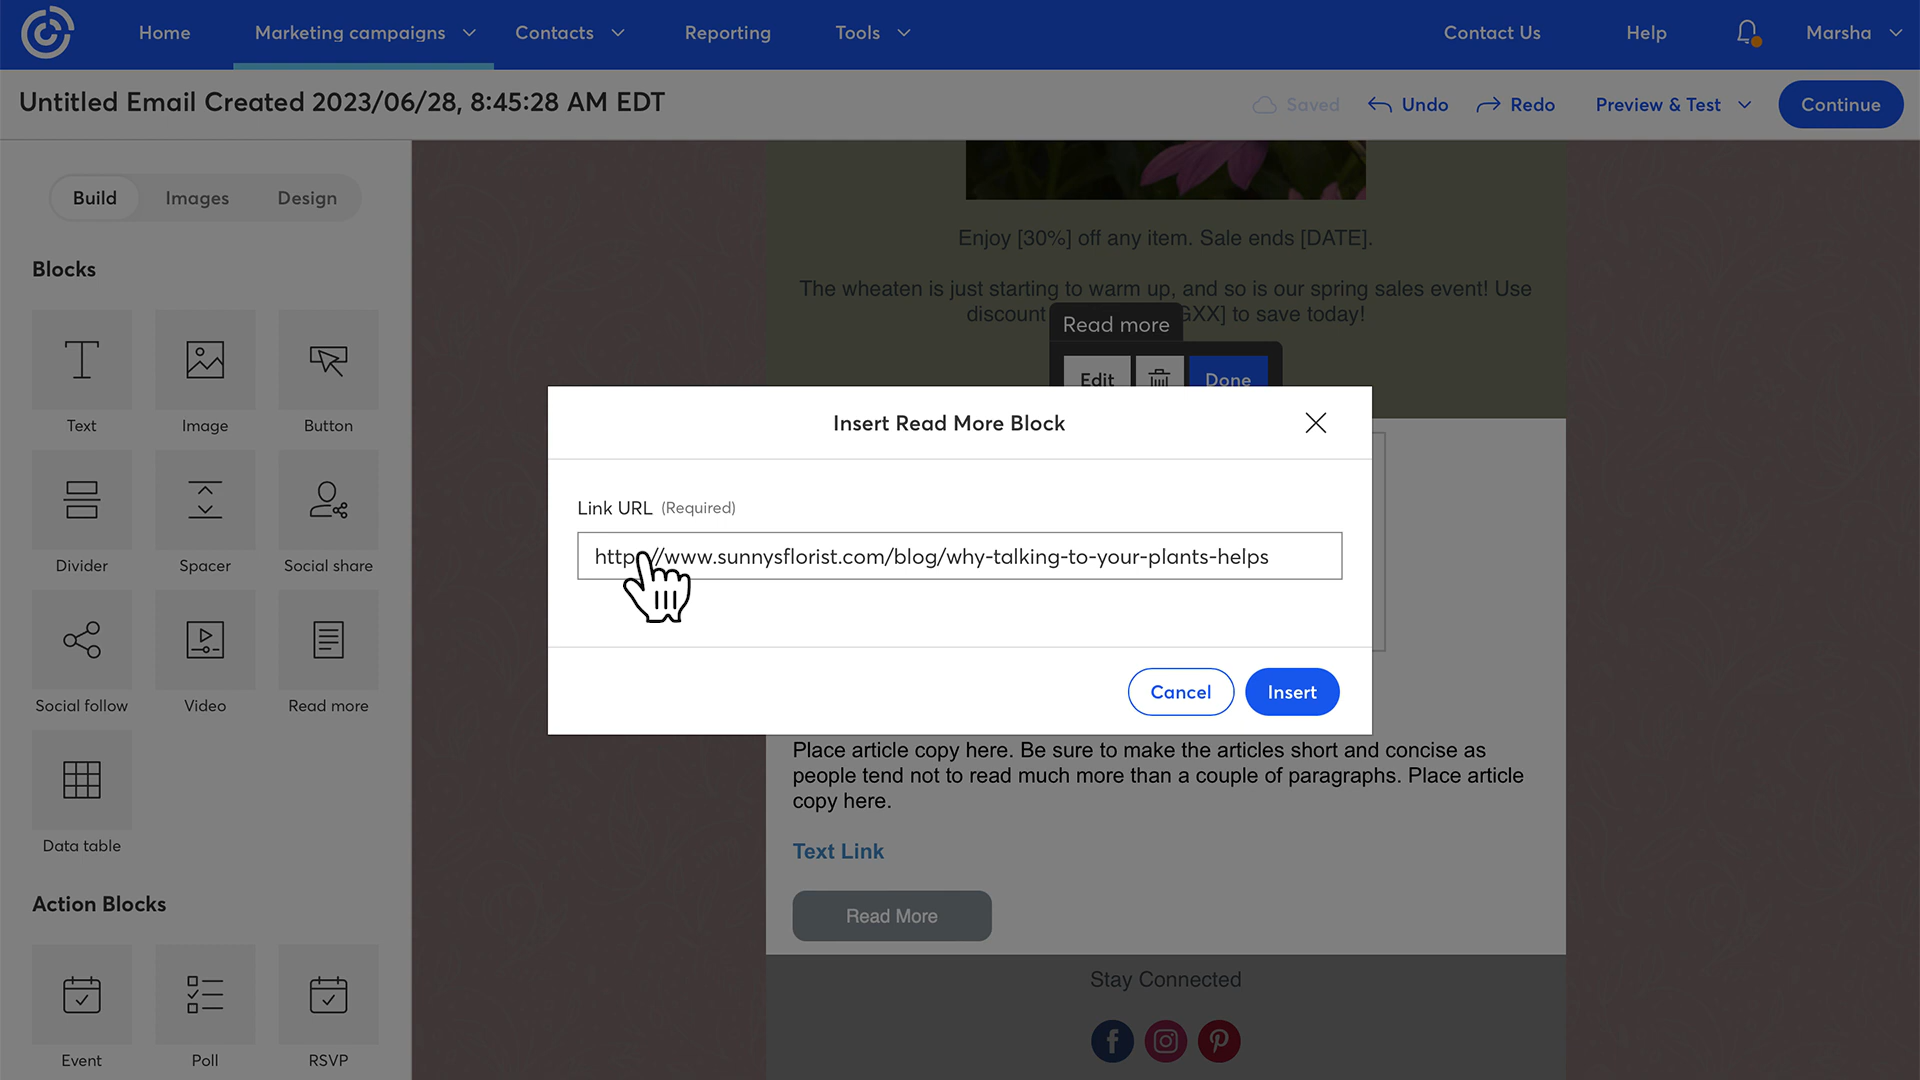 Home
Marketing campaigns
Contacts
Reporting
Tools
Contact Us
Help
Marsha
Untitled Email Created 2023/06/28, 8:45:28 AM EDT
Saved
Undo
Redo
Preview & Test
Continue
Build
Images
Design
Blocks
Text
Image
Button
Divider
Spacer
Social share
Social follow
Video
Read more
Data table
Action Blocks
Event
Poll
RSVP
Enjoy [30%] off any item. Sale ends [DATE].
The wheaten is just starting to warm up, and so is our spring sales event! Use
discount GXX] to save today!
Read more
Edit
Done
Insert Read More Block
Link URL (Required)
http //www.sunnysflorist.com/blog/why-talking-to-your-plants-helps
Cancel
Insert
Place article copy here. Be sure to make the articles short and concise as
people tend not to read much more than a couple of paragraphs. Place article
copy here.
Text Link
Read More
Stay Connected